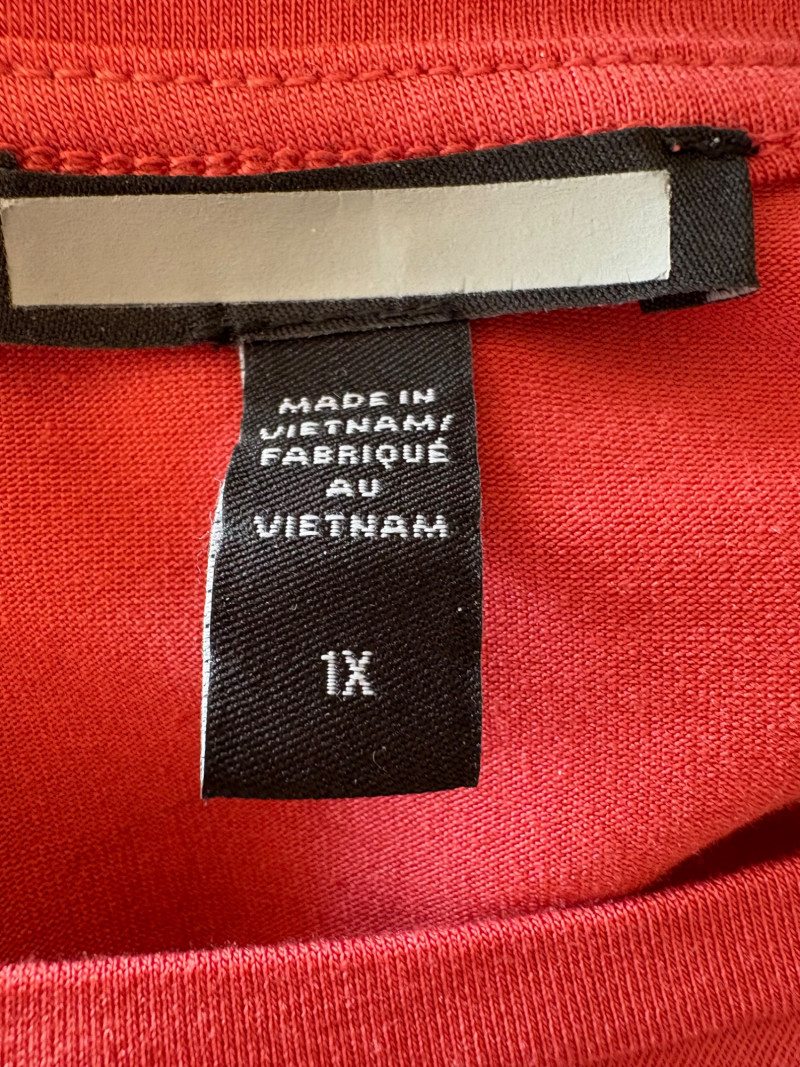 MADE IN
VIETNAM/
FABRIQUÉ
AU
VIETNAM
1X